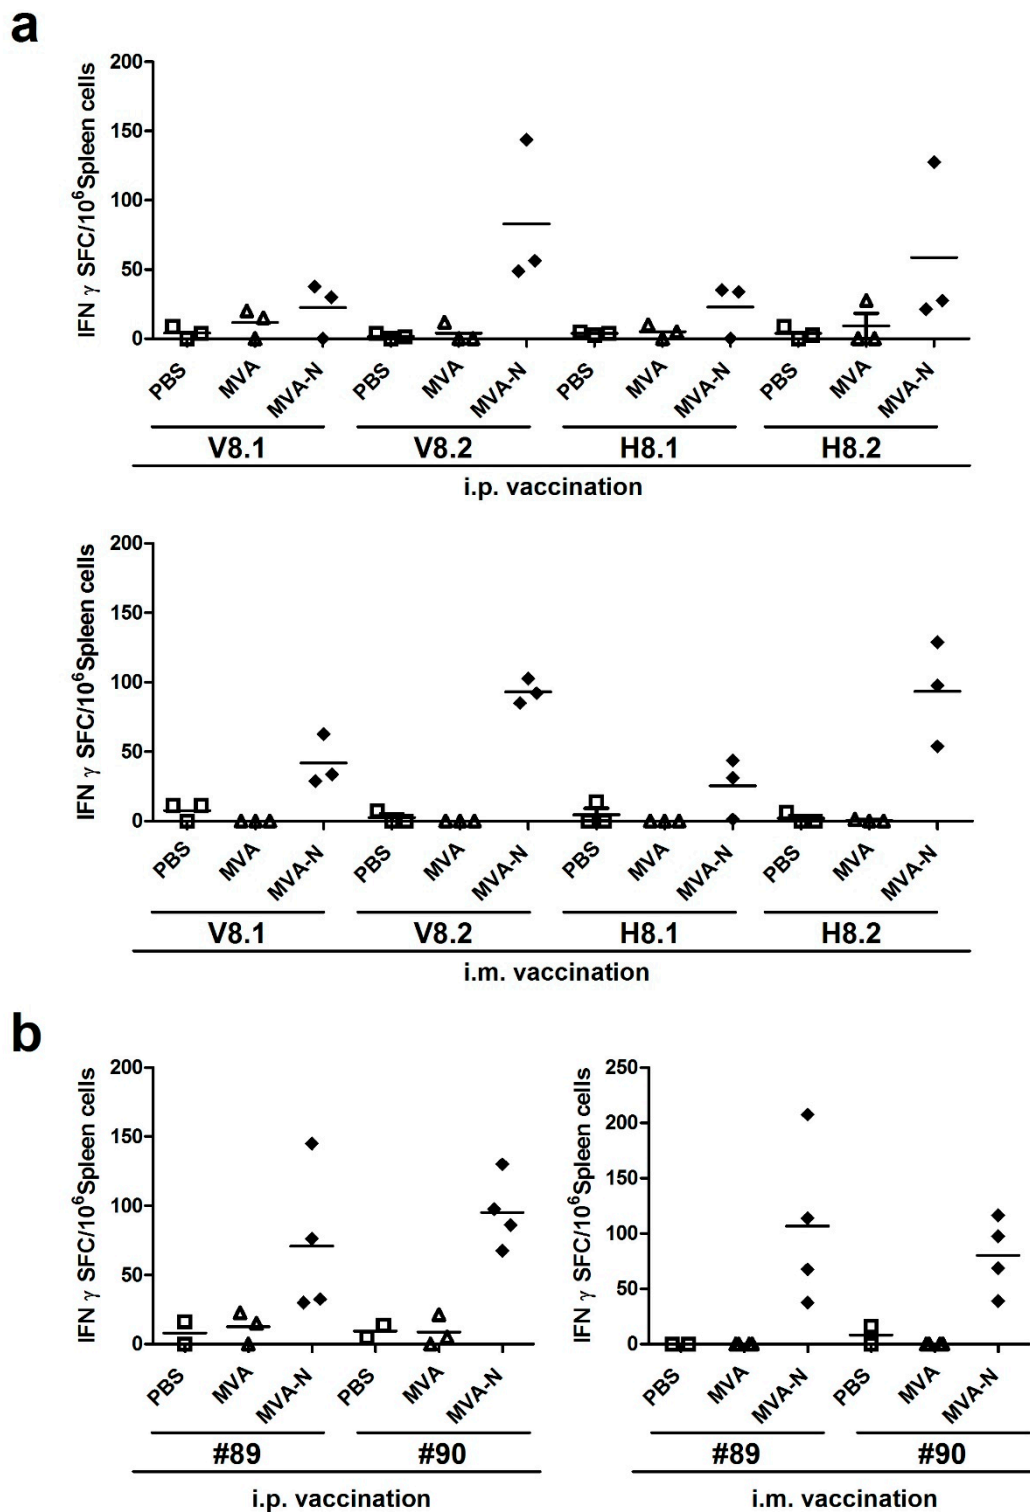 a
IFN γ SFC/10⁶Spleen cells
200
150
100
50
0
PBS MVA MVA-N PBS MVA MVA-N PBS MVA MVA-N PBS MVA MVA-N
V8.1 V8.2 H8.1 H8.2
i.p. vaccination
IFN γ SFC/10⁶Spleen cells
200
150
100
50
0
PBS MVA MVA-N PBS MVA MVA-N PBS MVA MVA-N PBS MVA MVA-N
V8.1 V8.2 H8.1 H8.2
i.m. vaccination
b
IFN γ SFC/10⁶Spleen cells
200
150
100
50
0
PBS MVA MVA-N PBS MVA MVA-N
#89 #90
i.p. vaccination
IFN γ SFC/10⁶Spleen cells
250
200
150
100
50
0
PBS MVA MVA-N PBS MVA MVA-N
#89 #90
i.m. vaccination